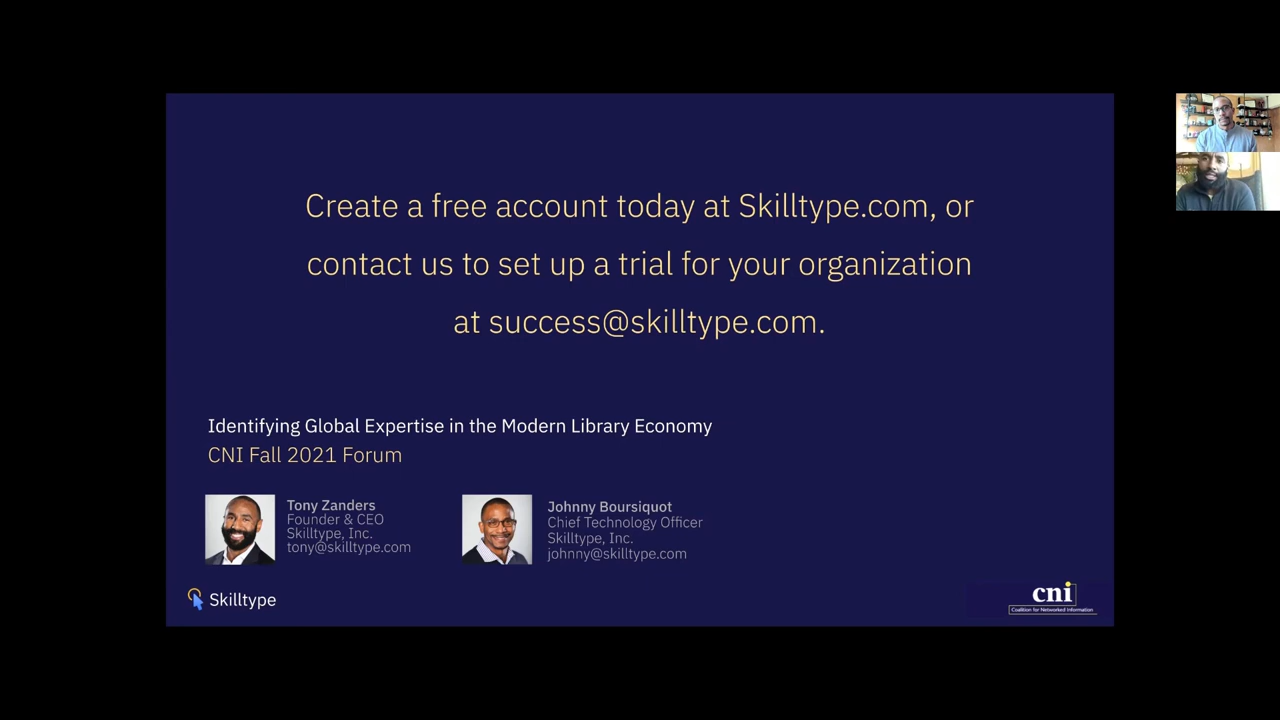 Create a free account today at Skilltype.com, or
contact us to set up a trial for your organization
at success@skilltype.com.
Identifying Global Expertise in the Modern Library Economy
CNI Fall 2021 Forum
Tony Zanders
Founder & CEO
Skilltype, Inc.
tony@skilltype.com
Johnny Boursiquot
Chief Technology Officer
Skilltype, Inc.
johnny@skilltype.com
Skilltype
cni
Coalition for Networked Information